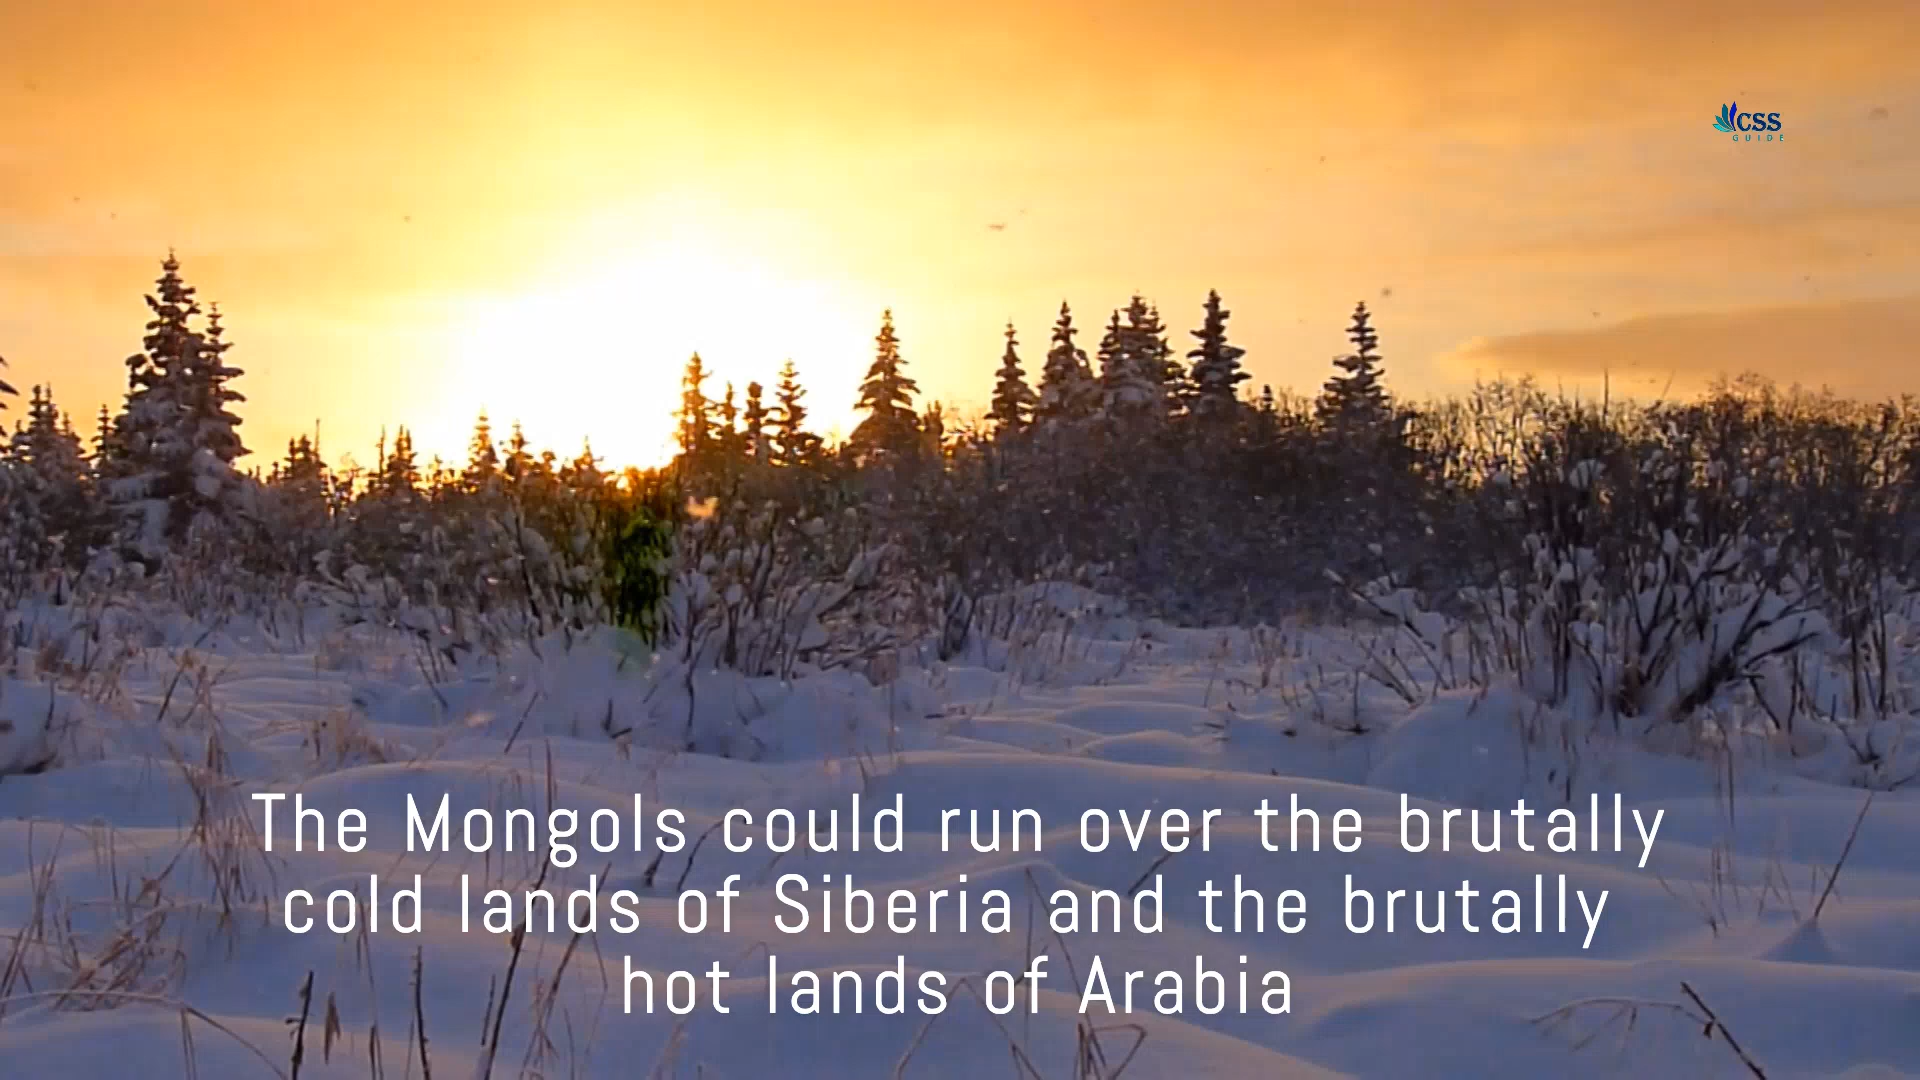 CSS
GUIDE
The Mongols could run over the brutally
cold lands of Siberia and the brutally
hot lands of Arabia